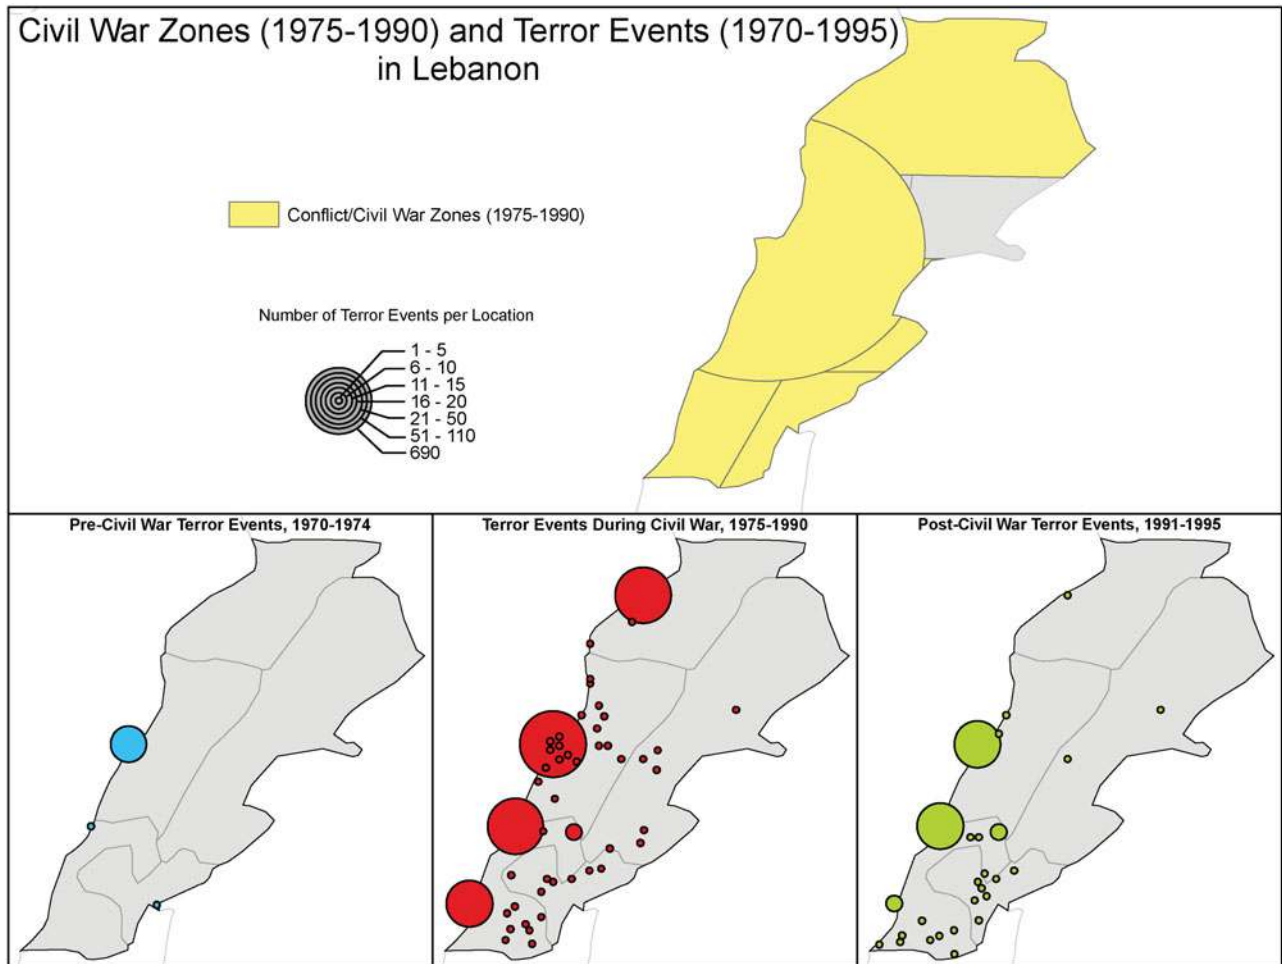 Civil War Zones (1975-1990) and Terror Events (1970-1995)
in Lebanon
Conflict/Civil War Zones (1975-1990)
Number of Terror Events per Location
1 - 5
6 - 10
11 - 15
16 - 20
21 - 50
51 - 110
690
Pre-Civil War Terror Events, 1970-1974
Terror Events During Civil War, 1975-1990
Post-Civil War Terror Events, 1991-1995